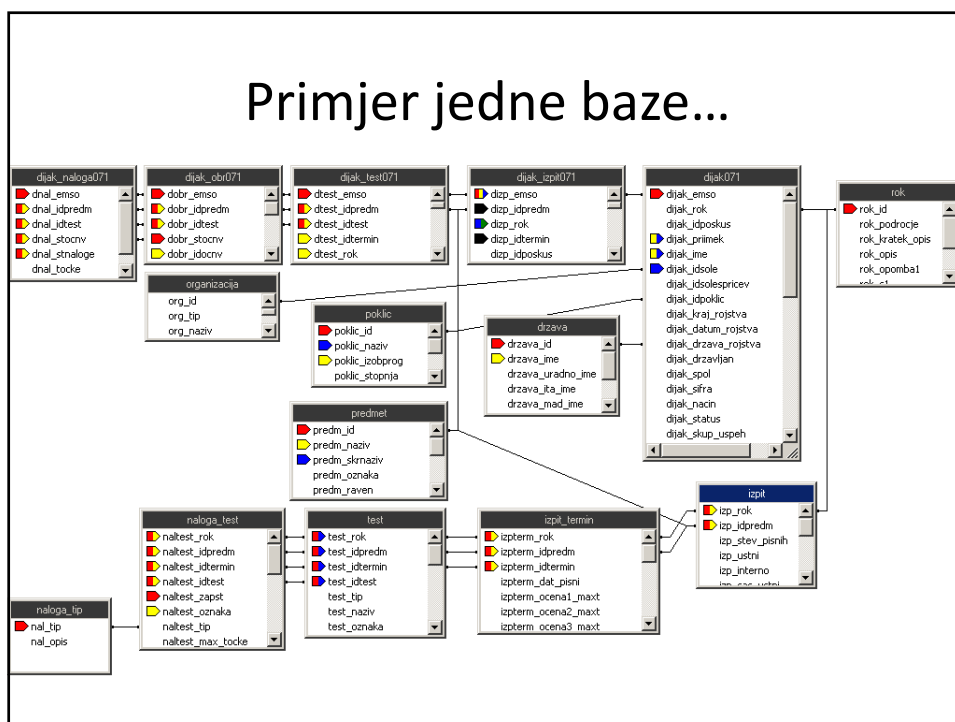 Primjer jedne baze…
dijak_naloga071
dnal_emso
dnal_idpredm
dnal_idtest
dnal_stocnv
dnal_stnaloge
dnal_tocke
dijak_obr071
dobr_emso
dobr_idpredm
dobr_idtest
dobr_stocnv
dobr_idocnv
dijak_test071
dtest_emso
dtest_idpredm
dtest_idtest
dtest_idtermin
dtest_rok
dijak_izpit071
dizp_emso
dizp_idpredm
dizp_rok
dizp_idtermin
dizp_idposkus
dijak071
dijak_emso
dijak_rok
dijak_idposkus
dijak_priimek
dijak_ime
dijak_idsole
dijak_idsolespricev
dijak_idpoklic
dijak_kraj_rojstva
dijak_datum_rojstva
dijak_drzava_rojstva
dijak_drzavljan
dijak_spol
dijak_sifra
dijak_nacin
dijak_status
dijak_skup_uspeh
rok
rok_id
rok_podrocje
rok_kratek_opis
rok_opis
rok_opomba1
organizacija
org_id
org_tip
org_naziv
poklic
poklic_id
poklic_naziv
poklic_izobprog
poklic_stopnja
drzava
drzava_id
drzava_ime
drzava_uradno_ime
drzava_ita_ime
drzava_mad_ime
predmet
predm_id
predm_naziv
predm_skrnaziv
predm_oznaka
predm_raven
izpit
izp_rok
izp_idpredm
izp_stev_pisnih
izp_ustni
izp_interno
naloga_test
naltest_rok
naltest_idpredm
naltest_idtermin
naltest_idtest
naltest_zapst
naltest_oznaka
naltest_tip
naltest_max_tocke
test
test_rok
test_idpredm
test_idtermin
test_idtest
test_tip
test_naziv
test_oznaka
izpit_termin
izpterm_rok
izpterm_idpredm
izpterm_idtermin
izpterm_dat_pisni
izpterm_ocena1_maxt
izpterm_ocena2_maxt
izpterm_ocena3_maxt
naloga_tip
nal_tip
nal_opis